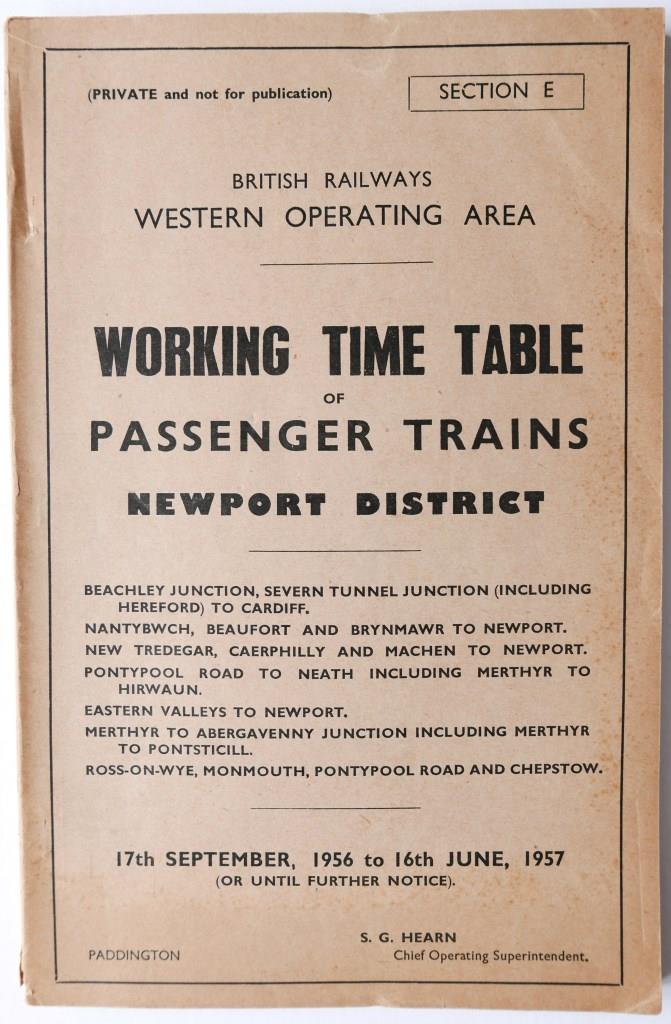 (PRIVATE and not for publication)
SECTION E
BRITISH RAILWAYS
WESTERN OPERATING AREA
WORKING TIME TABLE
OF
PASSENGER TRAINS
NEWPORT DISTRICT
BEACHLEY JUNCTION, SEVERN TUNNEL JUNCTION (INCLUDING
HEREFORD) TO CARDIFF.
NANTYBWCH, BEAUFORT AND BRYNMAWR TO NEWPORT.
NEW TREDEGAR, CAERPHILLY AND MACHEN TO NEWPORT.
PONTYPOOL ROAD TO NEATH INCLUDING MERTHYR TO
HIRWAUN.
EASTERN VALLEYS TO NEWPORT.
MERTHYR TO ABERGAVENNY JUNCTION INCLUDING MERTHYR
TO PONTSTICILL.
ROSS-ON-WYE, MONMOUTH, PONTYPOOL ROAD AND CHEPSTOW.
17th SEPTEMBER, 1956 to 16th JUNE, 1957
(OR UNTIL FURTHER NOTICE).
S. G. HEARN
PADDINGTON Chief Operating Superintendent.